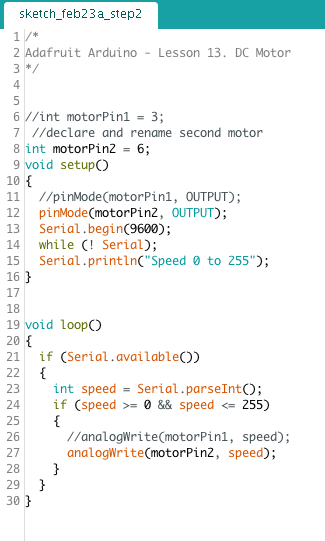 sketch_feb23a_step2
1 /*
2 Adafruit Arduino - Lesson 13. DC Motor
3 */
4
5
6 //int motorPin1 = 3;
7  //declare and rename second motor
8 int motorPin2 = 6;
9 void setup()
10 {
11   //pinMode(motorPin1, OUTPUT);
12   pinMode(motorPin2, OUTPUT);
13   Serial.begin(9600);
14   while (! Serial);
15   Serial.println("Speed 0 to 255");
16 }
17
18
19 void loop()
20 {
21   if (Serial.available())
22   {
23     int speed = Serial.parseInt();
24     if (speed >= 0 && speed <= 255)
25     {
26       //analogWrite(motorPin1, speed);
27       analogWrite(motorPin2, speed);
28     }
29   }
30 }